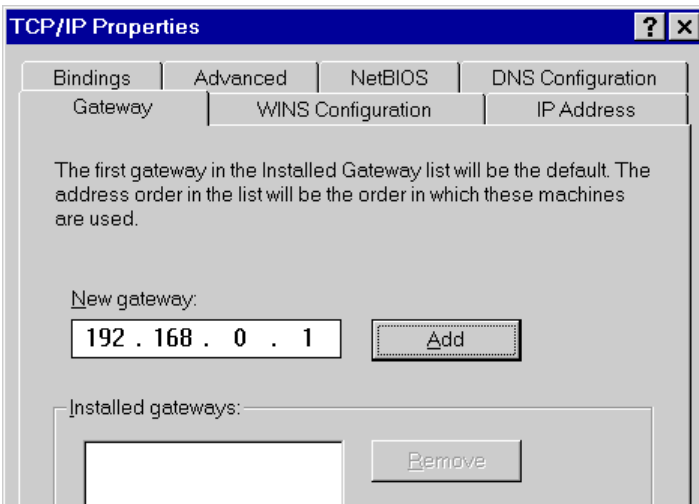 TCP/IP Properties ? ×
Bindings Advanced NetBIOS DNS Configuration
Gateway WINS Configuration IP Address
The first gateway in the Installed Gateway list will be the default. The
address order in the list will be the order in which these machines
are used.
New gateway:
192 . 168 . 0 . 1 Add
Installed gateways:
Remove